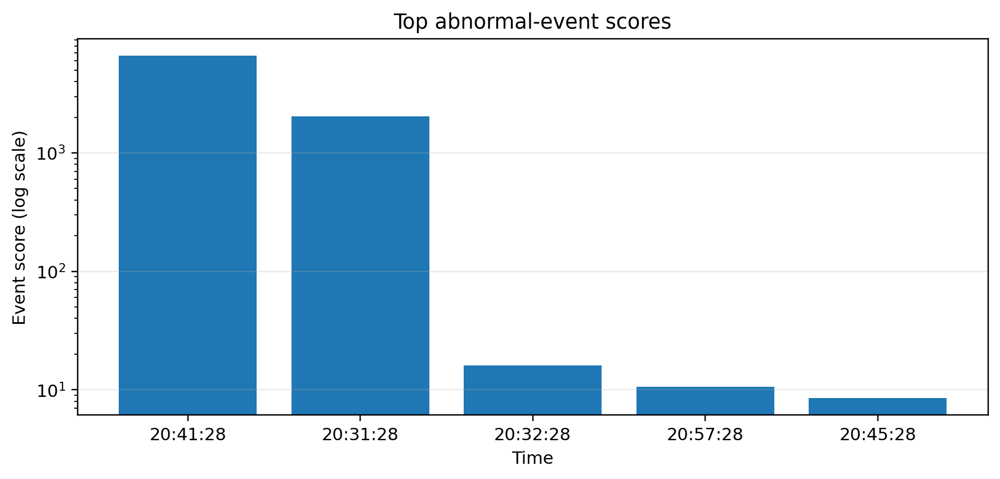 Top abnormal-event scores
Event score (log scale)
10³
10²
10¹
20:41:28 20:31:28 20:32:28 20:57:28 20:45:28
Time